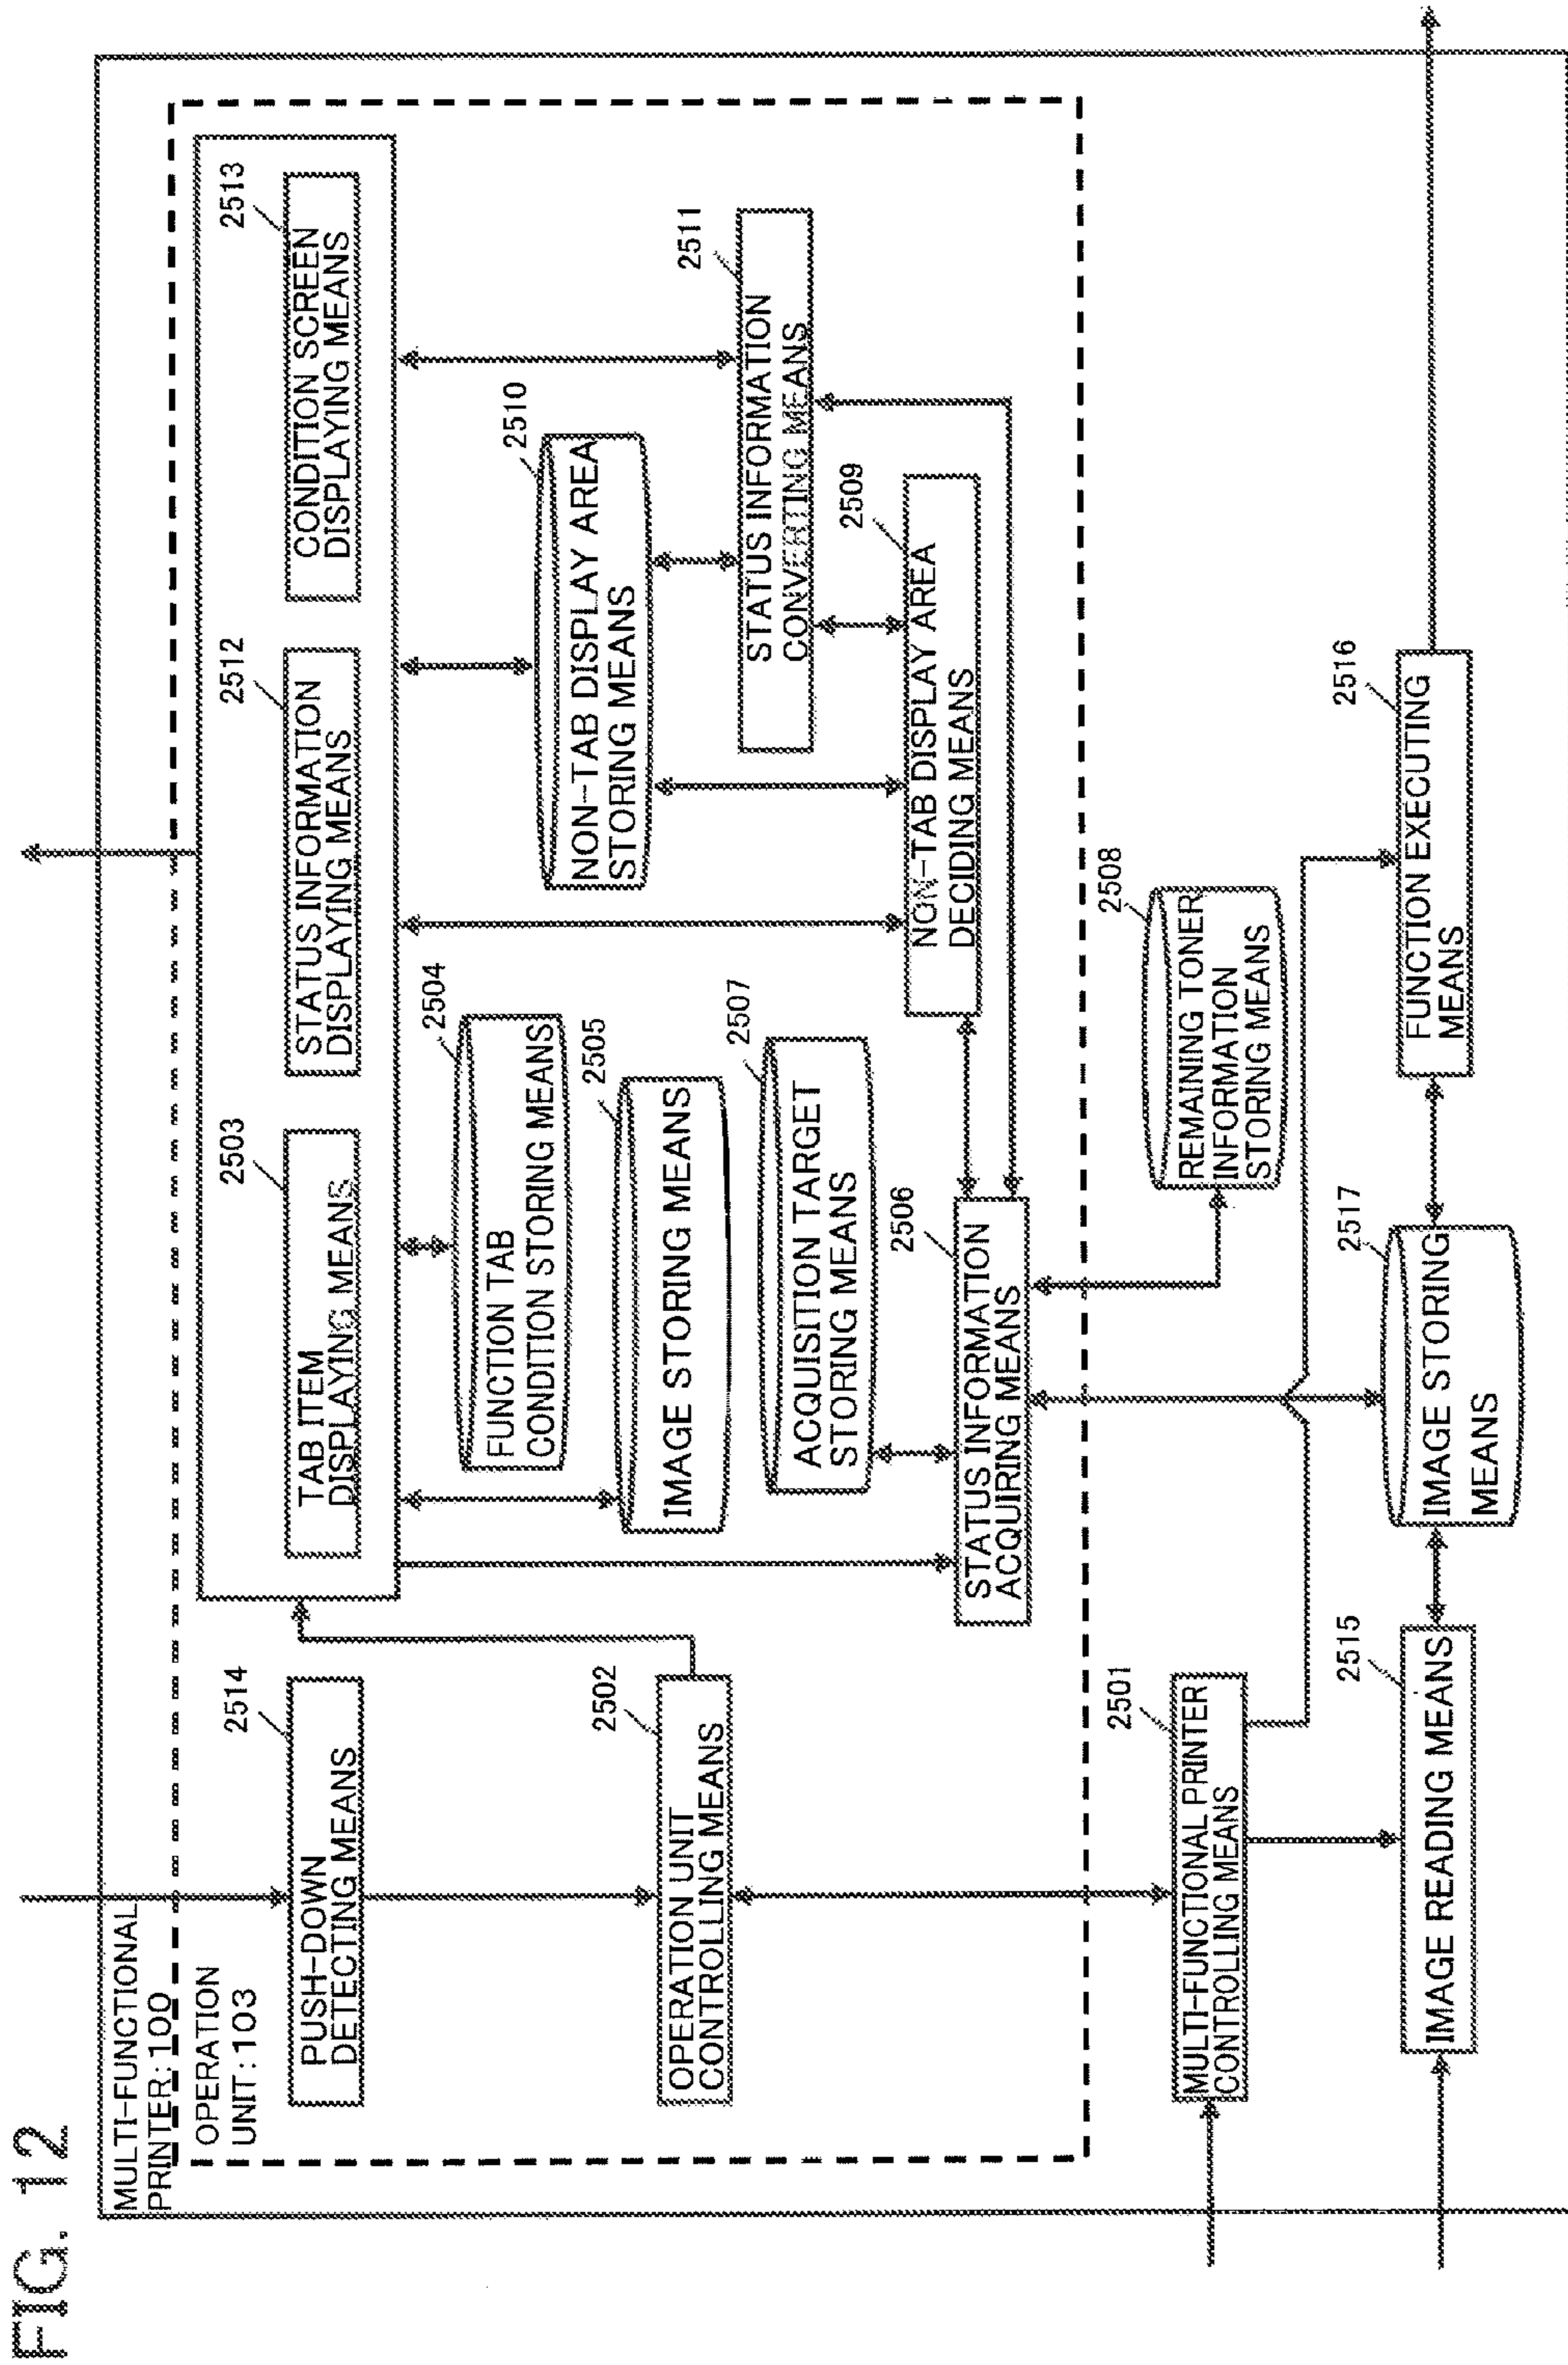 FIG. 12
MULTI-FUNCTIONAL
PRINTER:100
OPERATION
UNIT:103
2514
PUSH-DOWN
DETECTING MEANS
2503
TAB ITEM
DISPLAYING MEANS
2512
STATUS INFORMATION
DISPLAYING MEANS
2513
CONDITION SCREEN
DISPLAYING MEANS
2504
FUNCTION TAB
CONDITION STORING MEANS
2505
IMAGE STORING MEANS
2510
NON-TAB DISPLAY AREA
STORING MEANS
2502
OPERATION UNIT
CONTROLLING MEANS
2507
ACQUISITION TARGET
STORING MEANS
2511
STATUS INFORMATION
CONVERTING MEANS
2506
STATUS INFORMATION
ACQUIRING MEANS
2509
NON-TAB DISPLAY AREA
DECIDING MEANS
2501
MULTI-FUNCTIONAL PRINTER
CONTROLLING MEANS
2508
REMAINING TONER
INFORMATION
STORING MEANS
2515
IMAGE READING MEANS
2517
IMAGE STORING
MEANS
2516
FUNCTION EXECUTING
MEANS